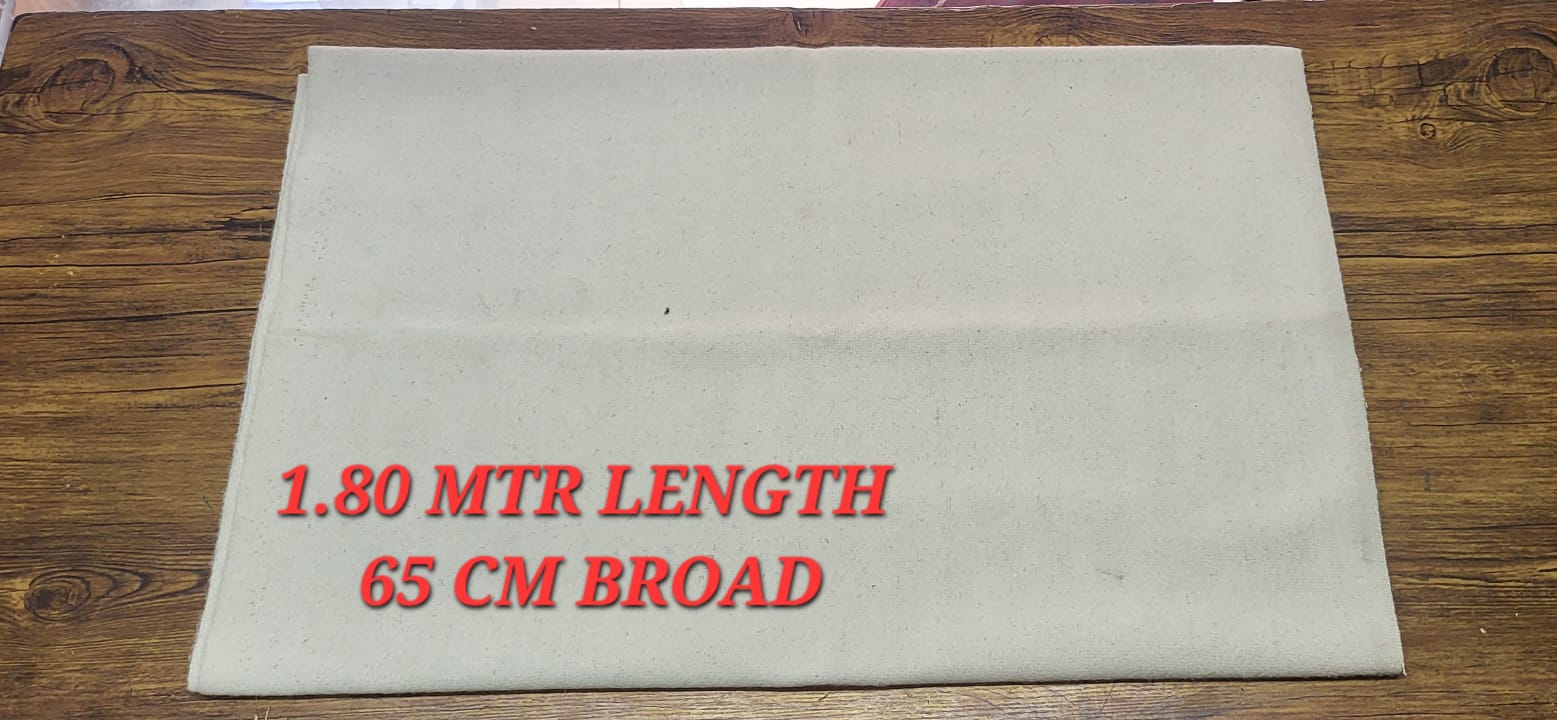 1.80 MTR LENGTH
65 CM BROAD